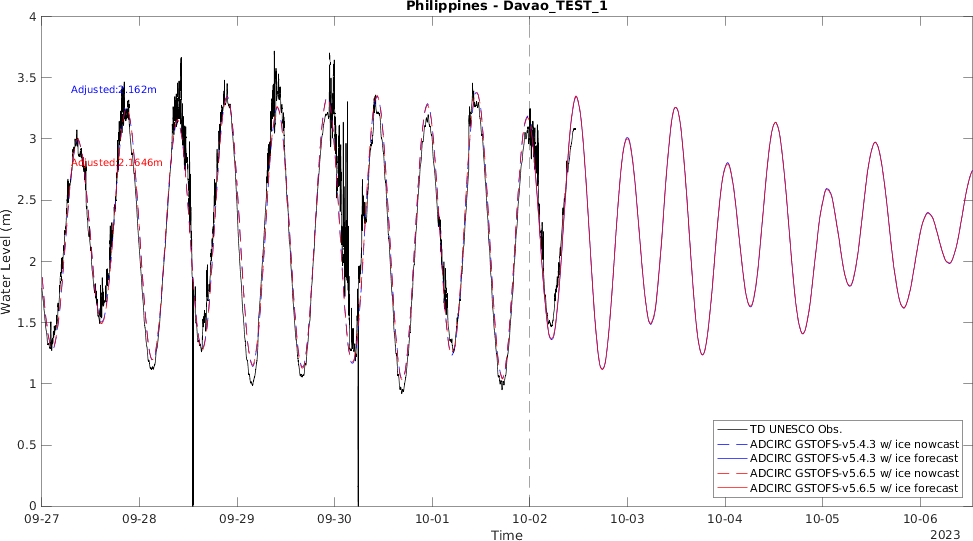 Philippines - Davao_TEST_1
Water Level (m)
4
3.5
3
2.5
2
1.5
1
0.5
0
Adjusted:2.162m
Adjusted:2.1646m
TD UNESCO Obs.
ADCIRC GSTOFS-v5.4.3 w/ ice nowcast
ADCIRC GSTOFS-v5.4.3 w/ ice forecast
ADCIRC GSTOFS-v5.6.5 w/ ice nowcast
ADCIRC GSTOFS-v5.6.5 w/ ice forecast
09-27 09-28 09-29 09-30 10-01 10-02 10-03 10-04 10-05 10-06
Time
2023